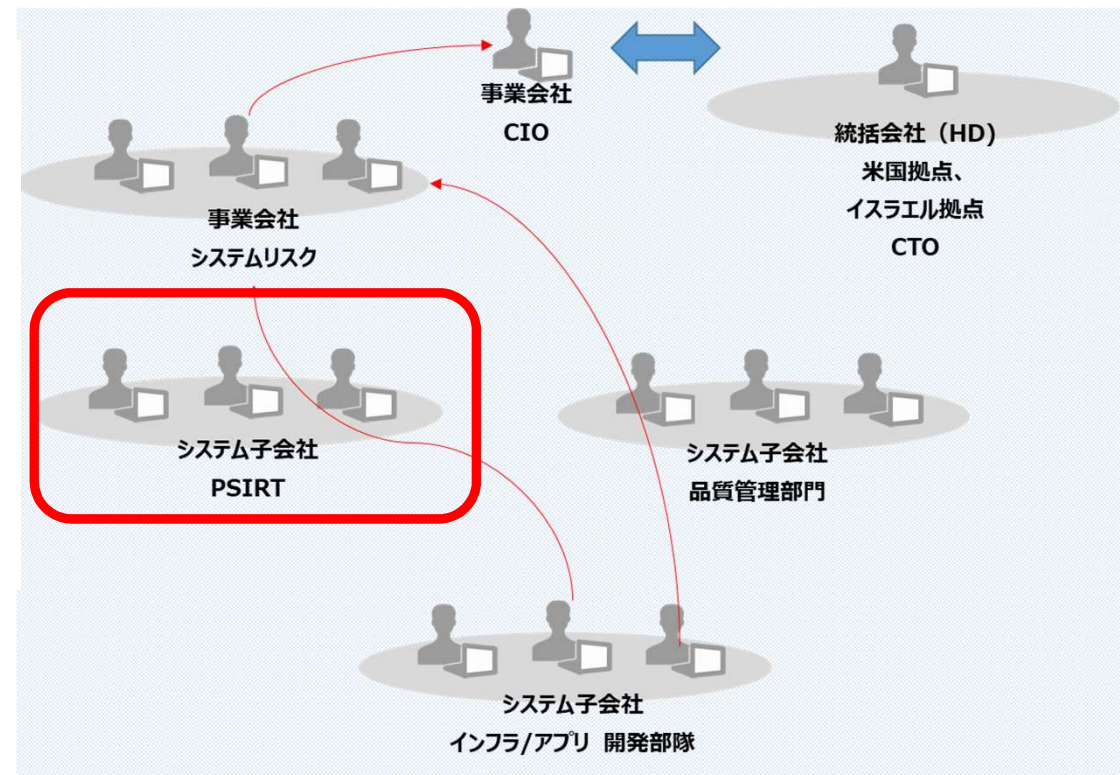 事業会社
CIO
統括会社（HD)
米国拠点、
イスラエル拠点
CTO
事業会社
システムリスク
システム子会社
PSIRT
システム子会社
品質管理部門
システム子会社
インフラ/アプリ 開発部隊